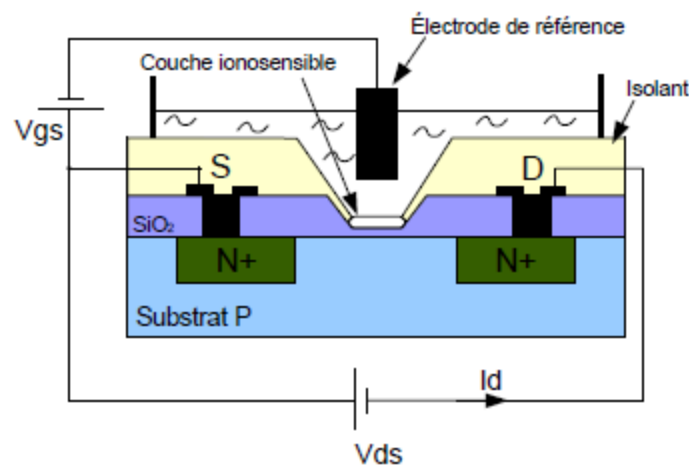 Électrode de référence
Couche ionosensible
Isolant
Vgs
S
D
SiO₂
N+
N+
Substrat P
Id
Vds